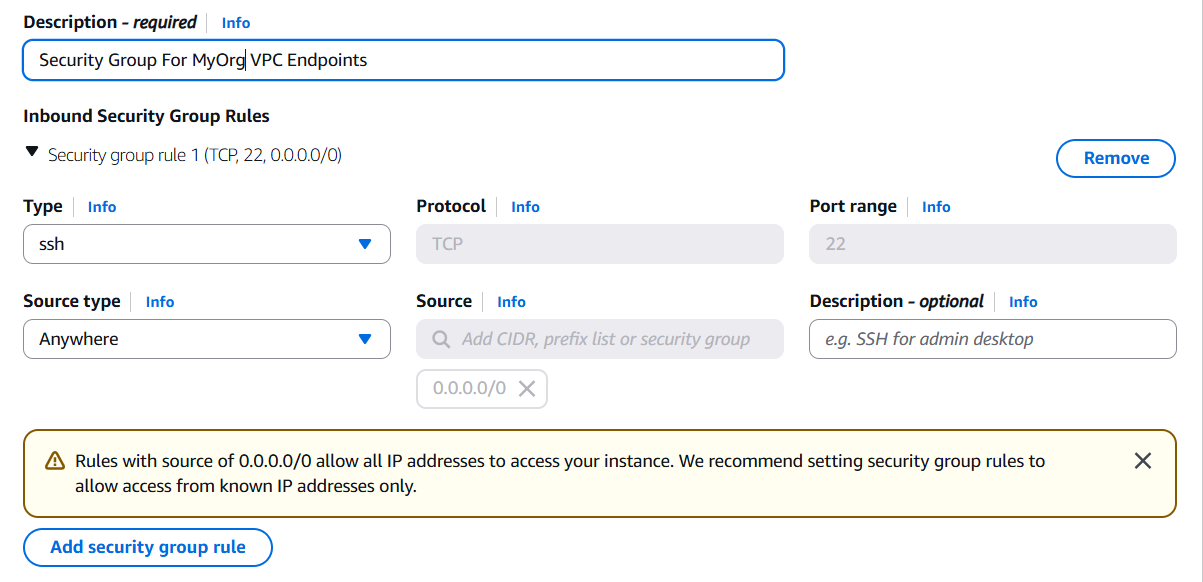 Description - required Info
Security Group For MyOrg VPC Endpoints
Inbound Security Group Rules
Security group rule 1 (TCP, 22, 0.0.0.0/0)
Remove
Type Info
Protocol Info
Port range Info
ssh
TCP
22
Source type Info
Source Info
Description - optional Info
Anywhere
Add CIDR, prefix list or security group
e.g. SSH for admin desktop
0.0.0.0/0
Rules with source of 0.0.0.0/0 allow all IP addresses to access your instance. We recommend setting security group rules to
allow access from known IP addresses only.
Add security group rule